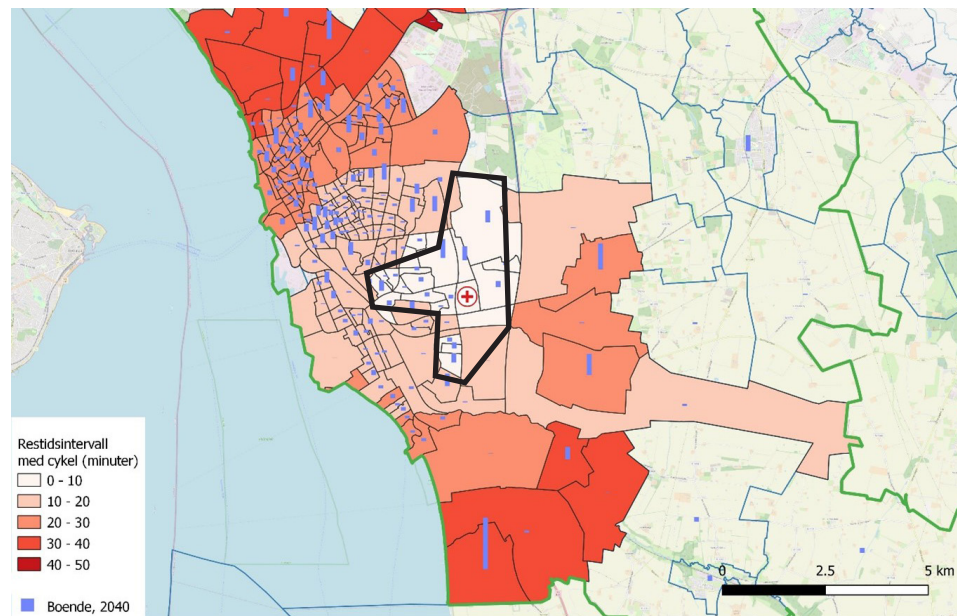 Restidsintervall
med cykel (minuter)
0 - 10
10 - 20
20 - 30
30 - 40
40 - 50
Boende, 2040
0 2.5 5 km